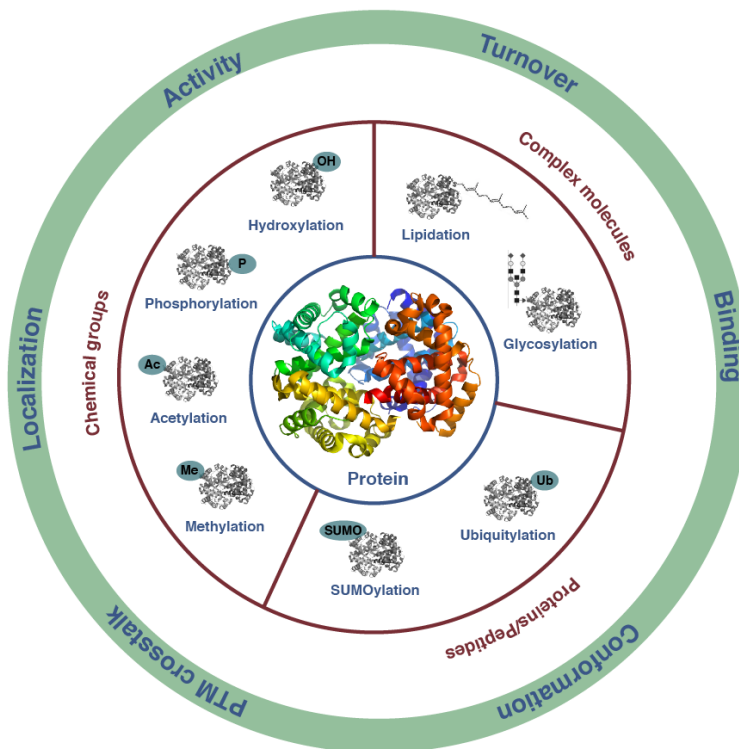 Activity
Turnover
Binding
Conformation
PTM crosstalk
Localization
Chemical groups
Complex molecules
Proteins/Peptides
OH
Hydroxylation
P
Phosphorylation
Ac
Acetylation
Me
Methylation
Lipidation
Glycosylation
Ub
Ubiquitylation
SUMO
SUMOylation
Protein